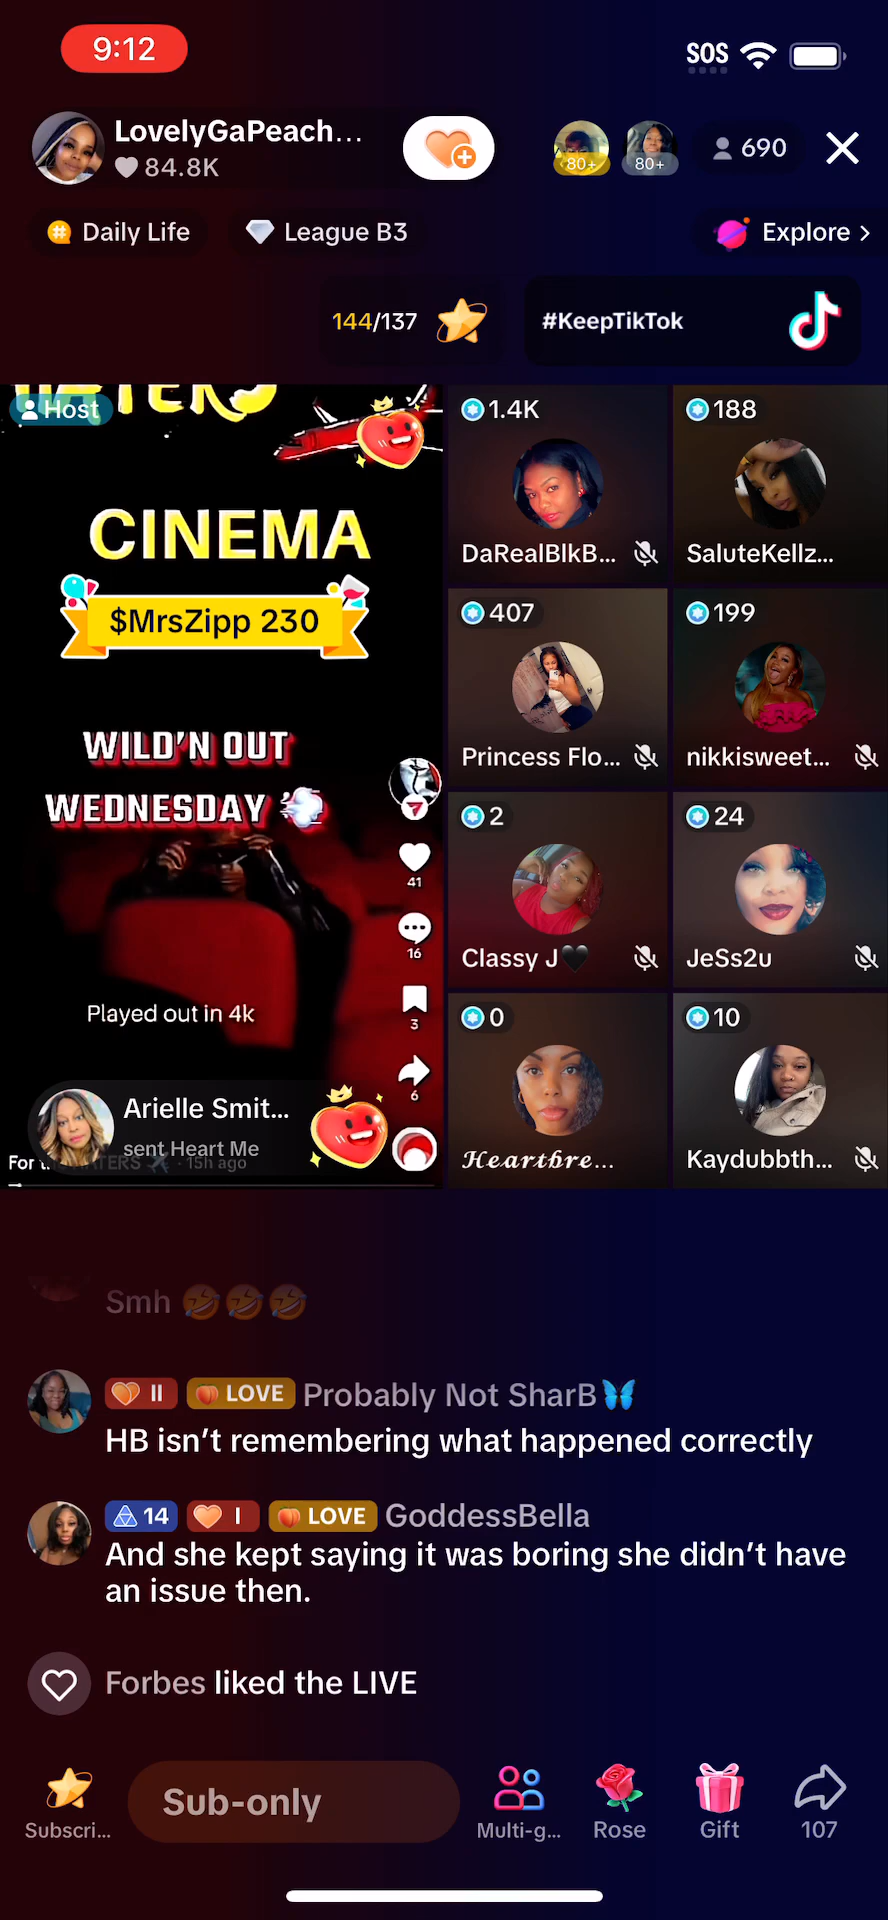 9:12
SOS
LovelyGaPeach...
84.8K
80+
80+
690
Daily Life
League B3
Explore >
144/137
#KeepTikTok
Host
CINEMA
$MrsZipp 230
WILD'N OUT
WEDNESDAY
41
16
3
6
Played out in 4k
Arielle Smit...
sent Heart Me
15h ago
1.4K
DaRealBlkB...
188
SaluteKellz...
407
Princess Flo...
199
nikkisweet...
2
Classy J🖤
24
JeSs2u
0
𝓗𝓮𝓪𝓻𝓽𝓫𝓻𝓮...
10
Kaydubbth...
Smh 🤣🤣🤣
II LOVE Probably Not SharB🦋
HB isn't remembering what happened correctly
14 I LOVE GoddessBella
And she kept saying it was boring she didn't have
an issue then.
Forbes liked the LIVE
Subscri...
Sub-only
Multi-g...
Rose
Gift
107